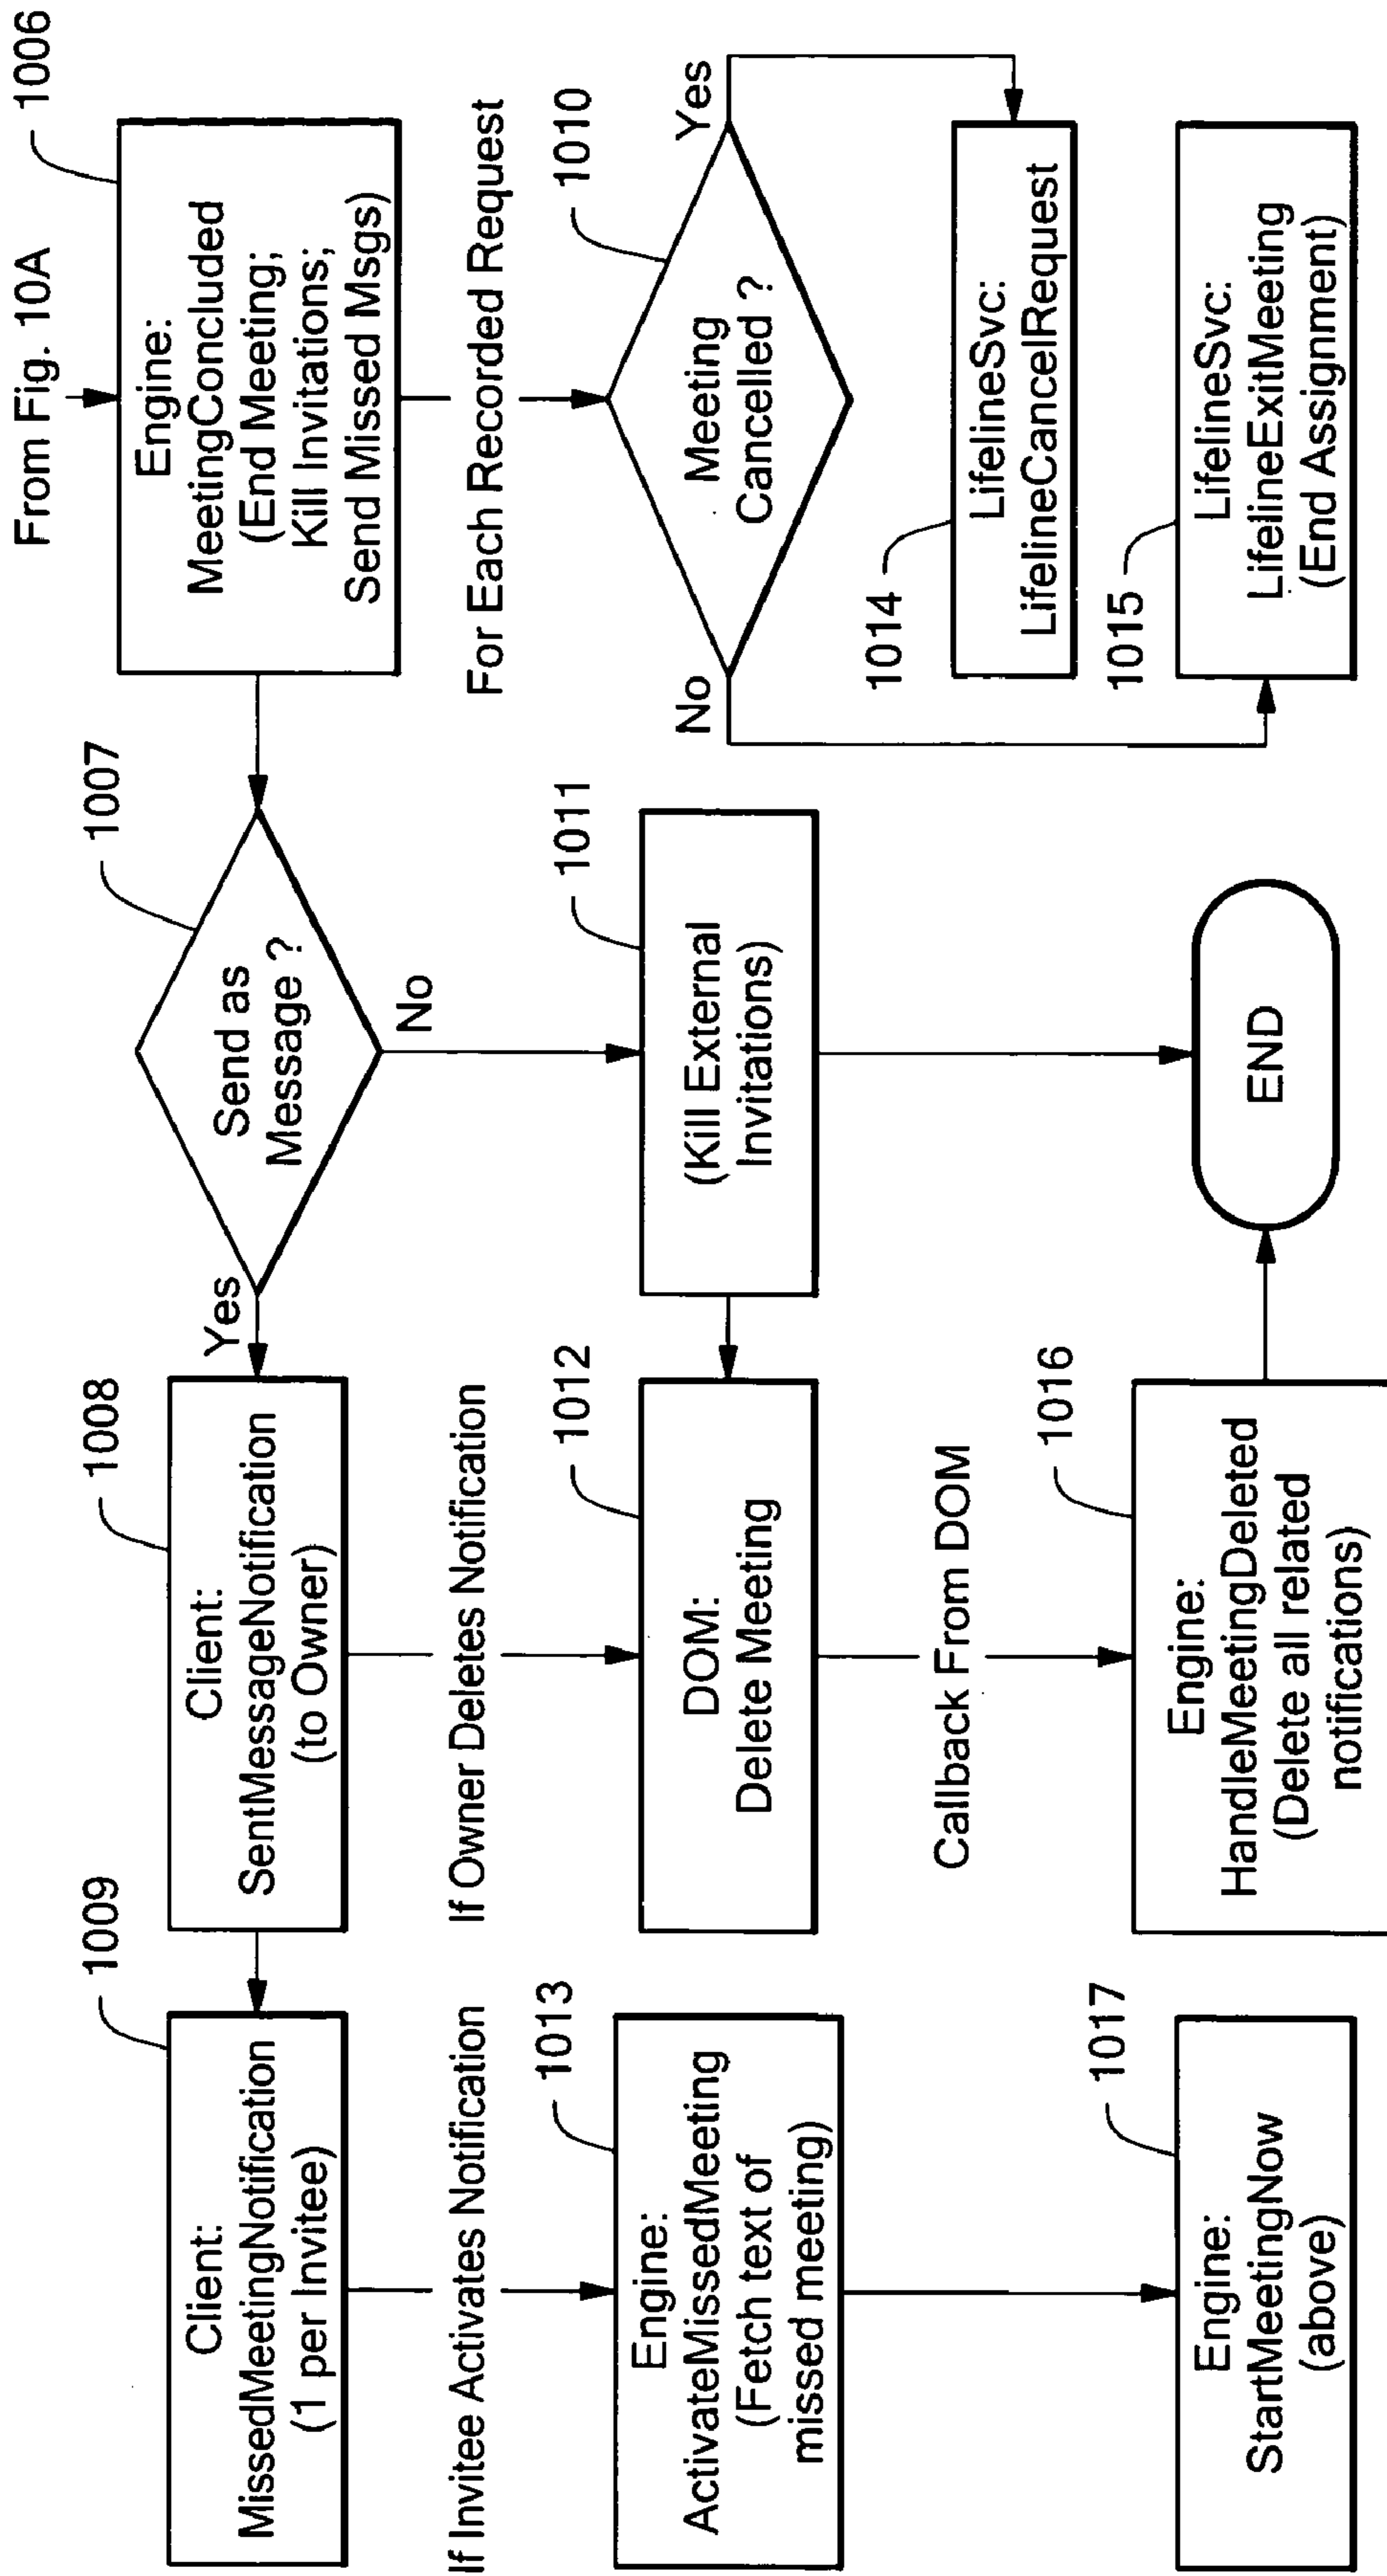 From Fig. 10A
1006
Engine:
MeetingConcluded
(End Meeting;
Kill Invitations;
Send Missed Msgs)
1007
Send as
Message ?
Yes
No
1008
Client:
SentMessageNotification
(to Owner)
1009
Client:
MissedMeetingNotification
(1 per Invitee)
For Each Recorded Request
If Owner Deletes Notification
If Invitee Activates Notification
1010
Meeting
Cancelled ?
Yes
No
1011
(Kill External
Invitations)
1012
DOM:
Delete Meeting
1013
Engine:
ActivateMissedMeeting
(Fetch text of
missed meeting)
1014
LifelineSvc:
LifelineCancelRequest
Callback From DOM
1015
LifelineSvc:
LifelineExitMeeting
(End Assignment)
END
1016
Engine:
HandleMeetingDeleted
(Delete all related
notifications)
1017
Engine:
StartMeetingNow
(above)